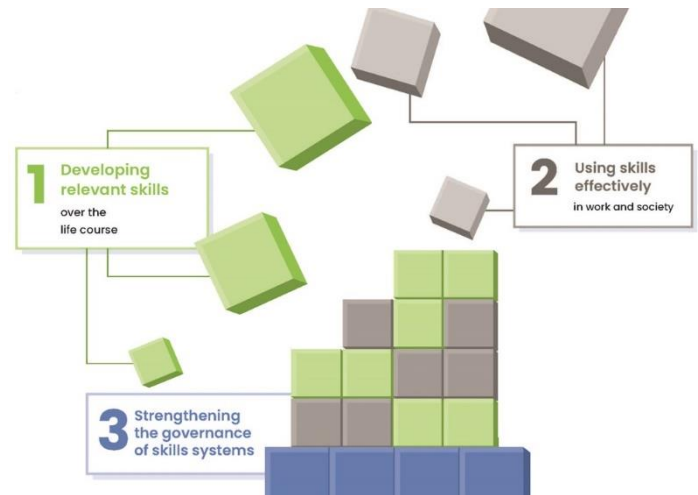 1
Developing
relevant skills
over the
life course
2
Using skills
effectively
in work and society
3
Strengthening
the governance
of skills systems